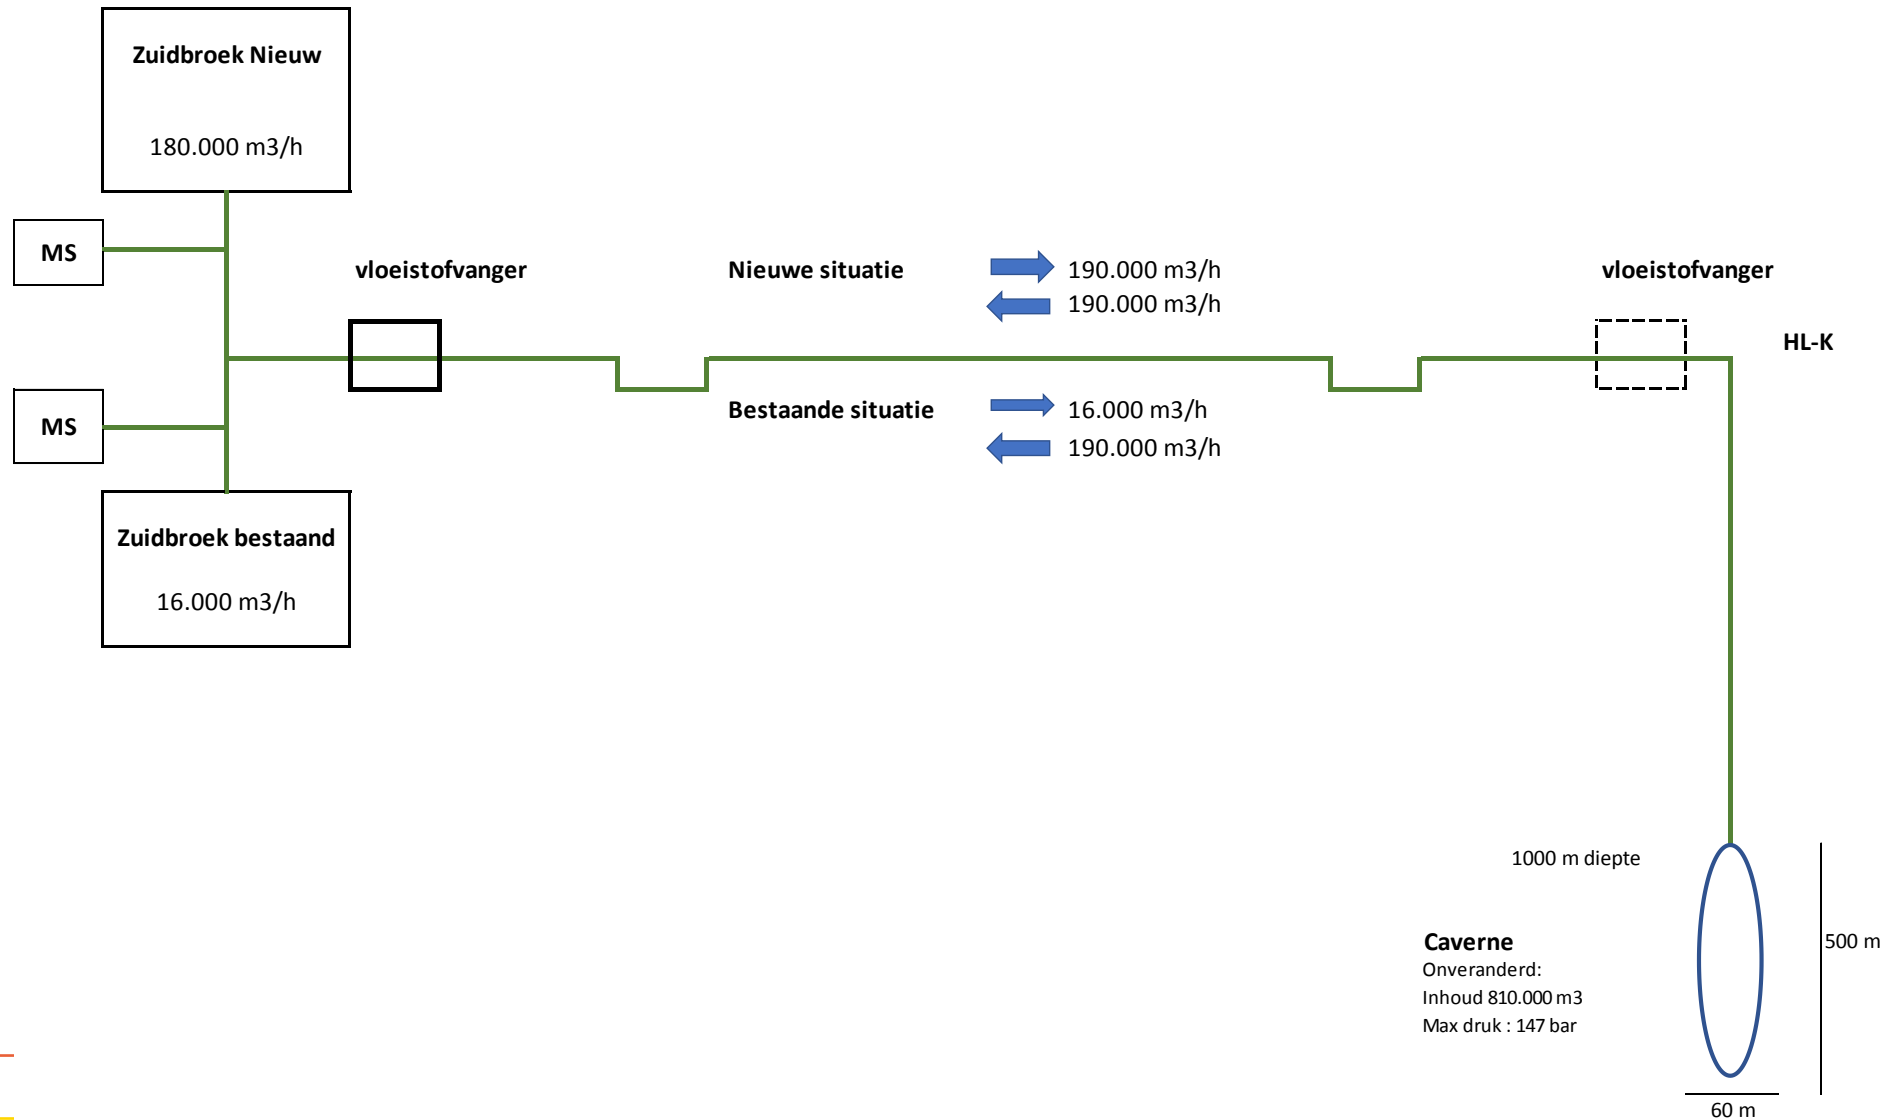 Zuidbroek Nieuw
180.000 m3/h
MS
vloeistofvanger
Nieuwe situatie
190.000 m3/h
190.000 m3/h
vloeistofvanger
HL-K
MS
Bestaande situatie
16.000 m3/h
190.000 m3/h
Zuidbroek bestaand
16.000 m3/h
1000 m diepte
Caverne
Onveranderd:
Inhoud 810.000 m3
Max druk : 147 bar
500 m
60 m